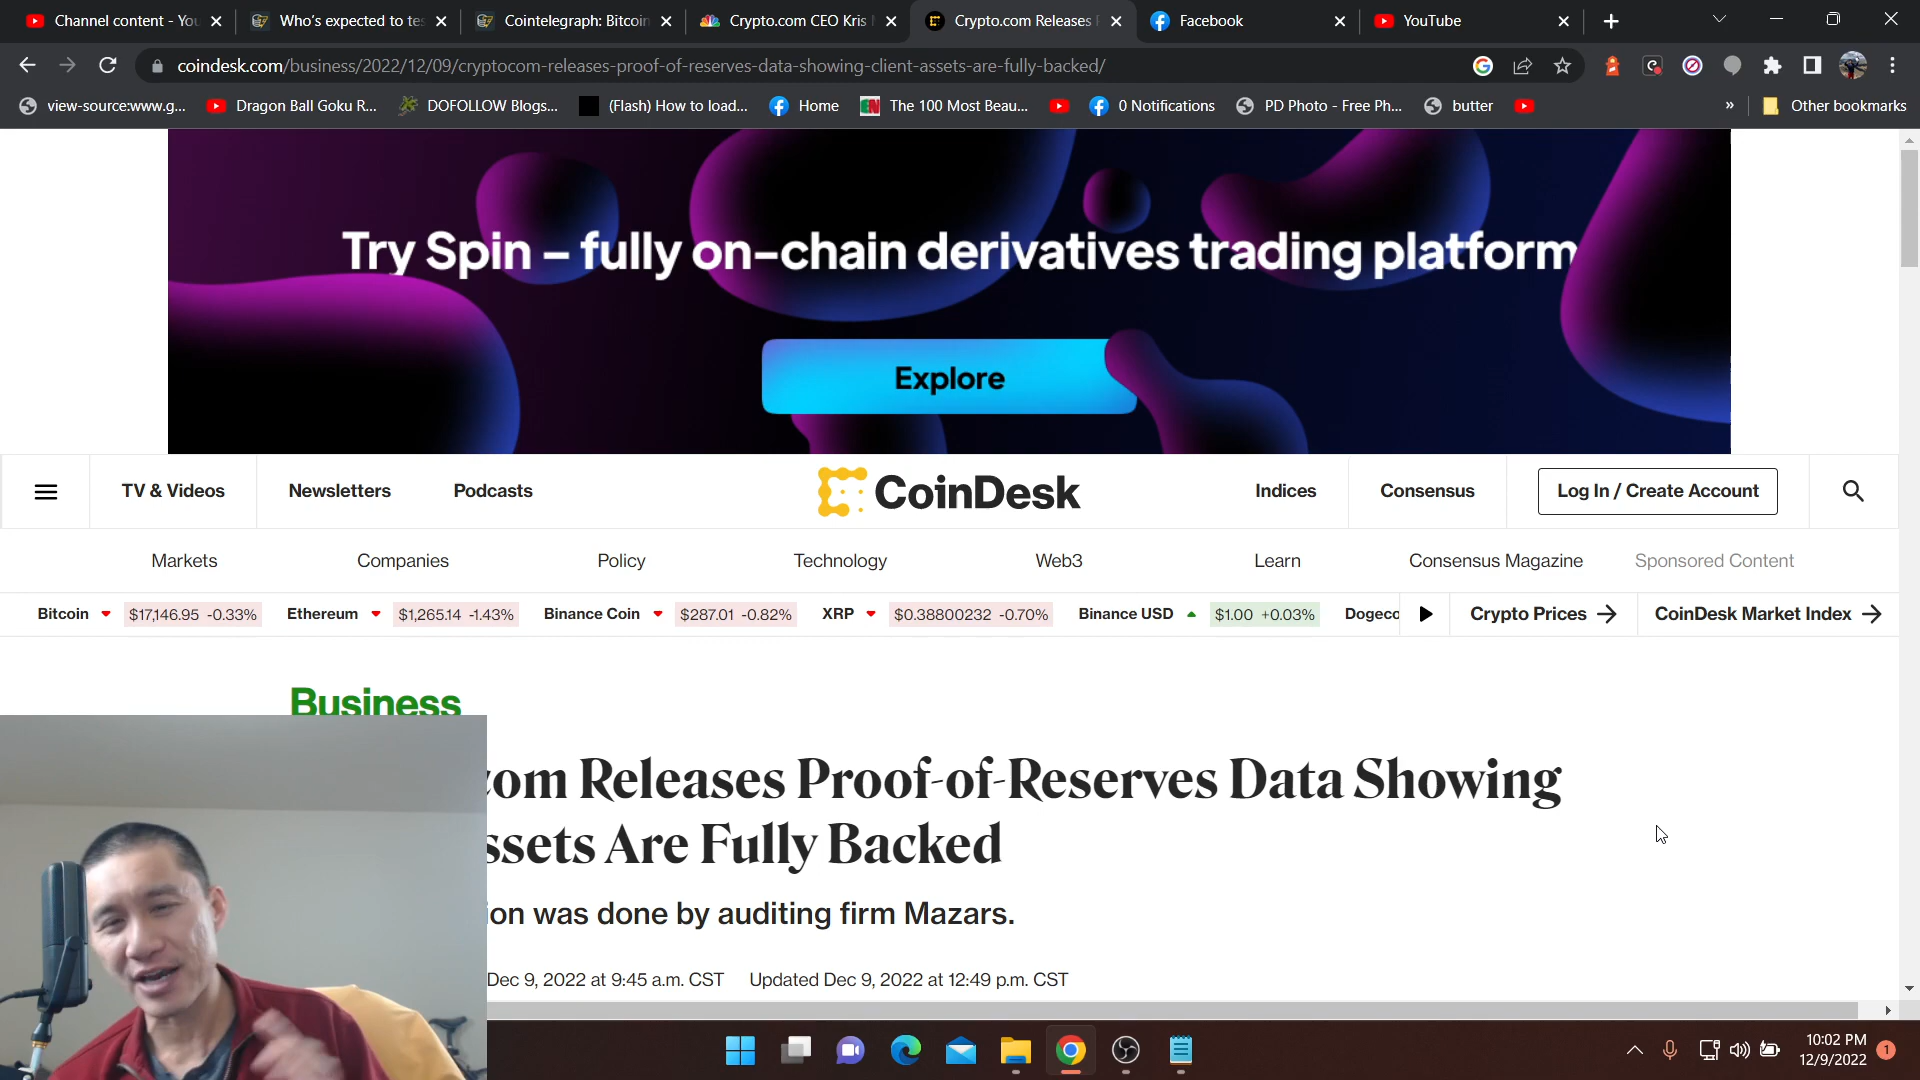 Channel content - You
Who's expected to tes
Cointelegraph: Bitcoin
Crypto.com CEO Kris
Crypto.com Releases
Facebook
YouTube
coindesk.com/business/2022/12/09/cryptocom-releases-proof-of-reserves-data-showing-client-assets-are-fully-backed/
view-source:www.g...
Dragon Ball Goku R...
DOFOLLOW Blogs...
(Flash) How to load...
Home
The 100 Most Beau...
0 Notifications
PD Photo - Free Ph...
butter
»
Other bookmarks
Try Spin – fully on-chain derivatives trading platform
Explore
TV & Videos
Newsletters
Podcasts
CoinDesk
Indices
Consensus
Log In / Create Account
Markets
Companies
Policy
Technology
Web3
Learn
Consensus Magazine
Sponsored Content
Bitcoin $17,146.95 -0.33%
Ethereum $1,265.14 -1.43%
Binance Coin $287.01 -0.82%
XRP $0.38800232 -0.70%
Binance USD $1.00 +0.03%
Dogeco
Crypto Prices
CoinDesk Market Index
Business
com Releases Proof-of-Reserves Data Showing
ssets Are Fully Backed
ion was done by auditing firm Mazars.
Dec 9, 2022 at 9:45 a.m. CST Updated Dec 9, 2022 at 12:49 p.m. CST
10:02 PM
12/9/2022
1